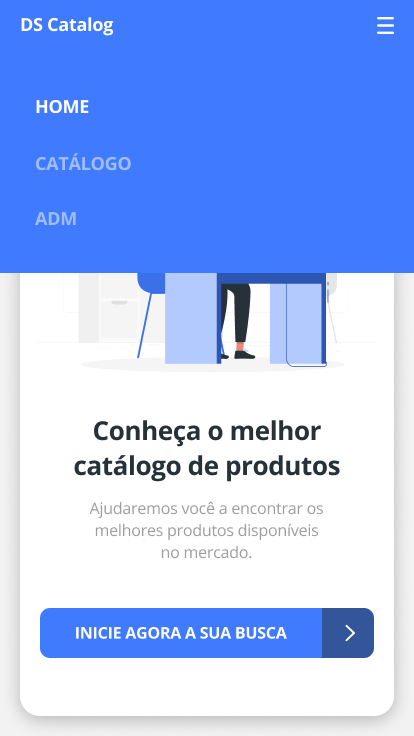 DS Catalog
HOME
CATÁLOGO
ADM
Conheça o melhor
catálogo de produtos
Ajudaremos você a encontrar os
melhores produtos disponíveis
no mercado.
INICIE AGORA A SUA BUSCA